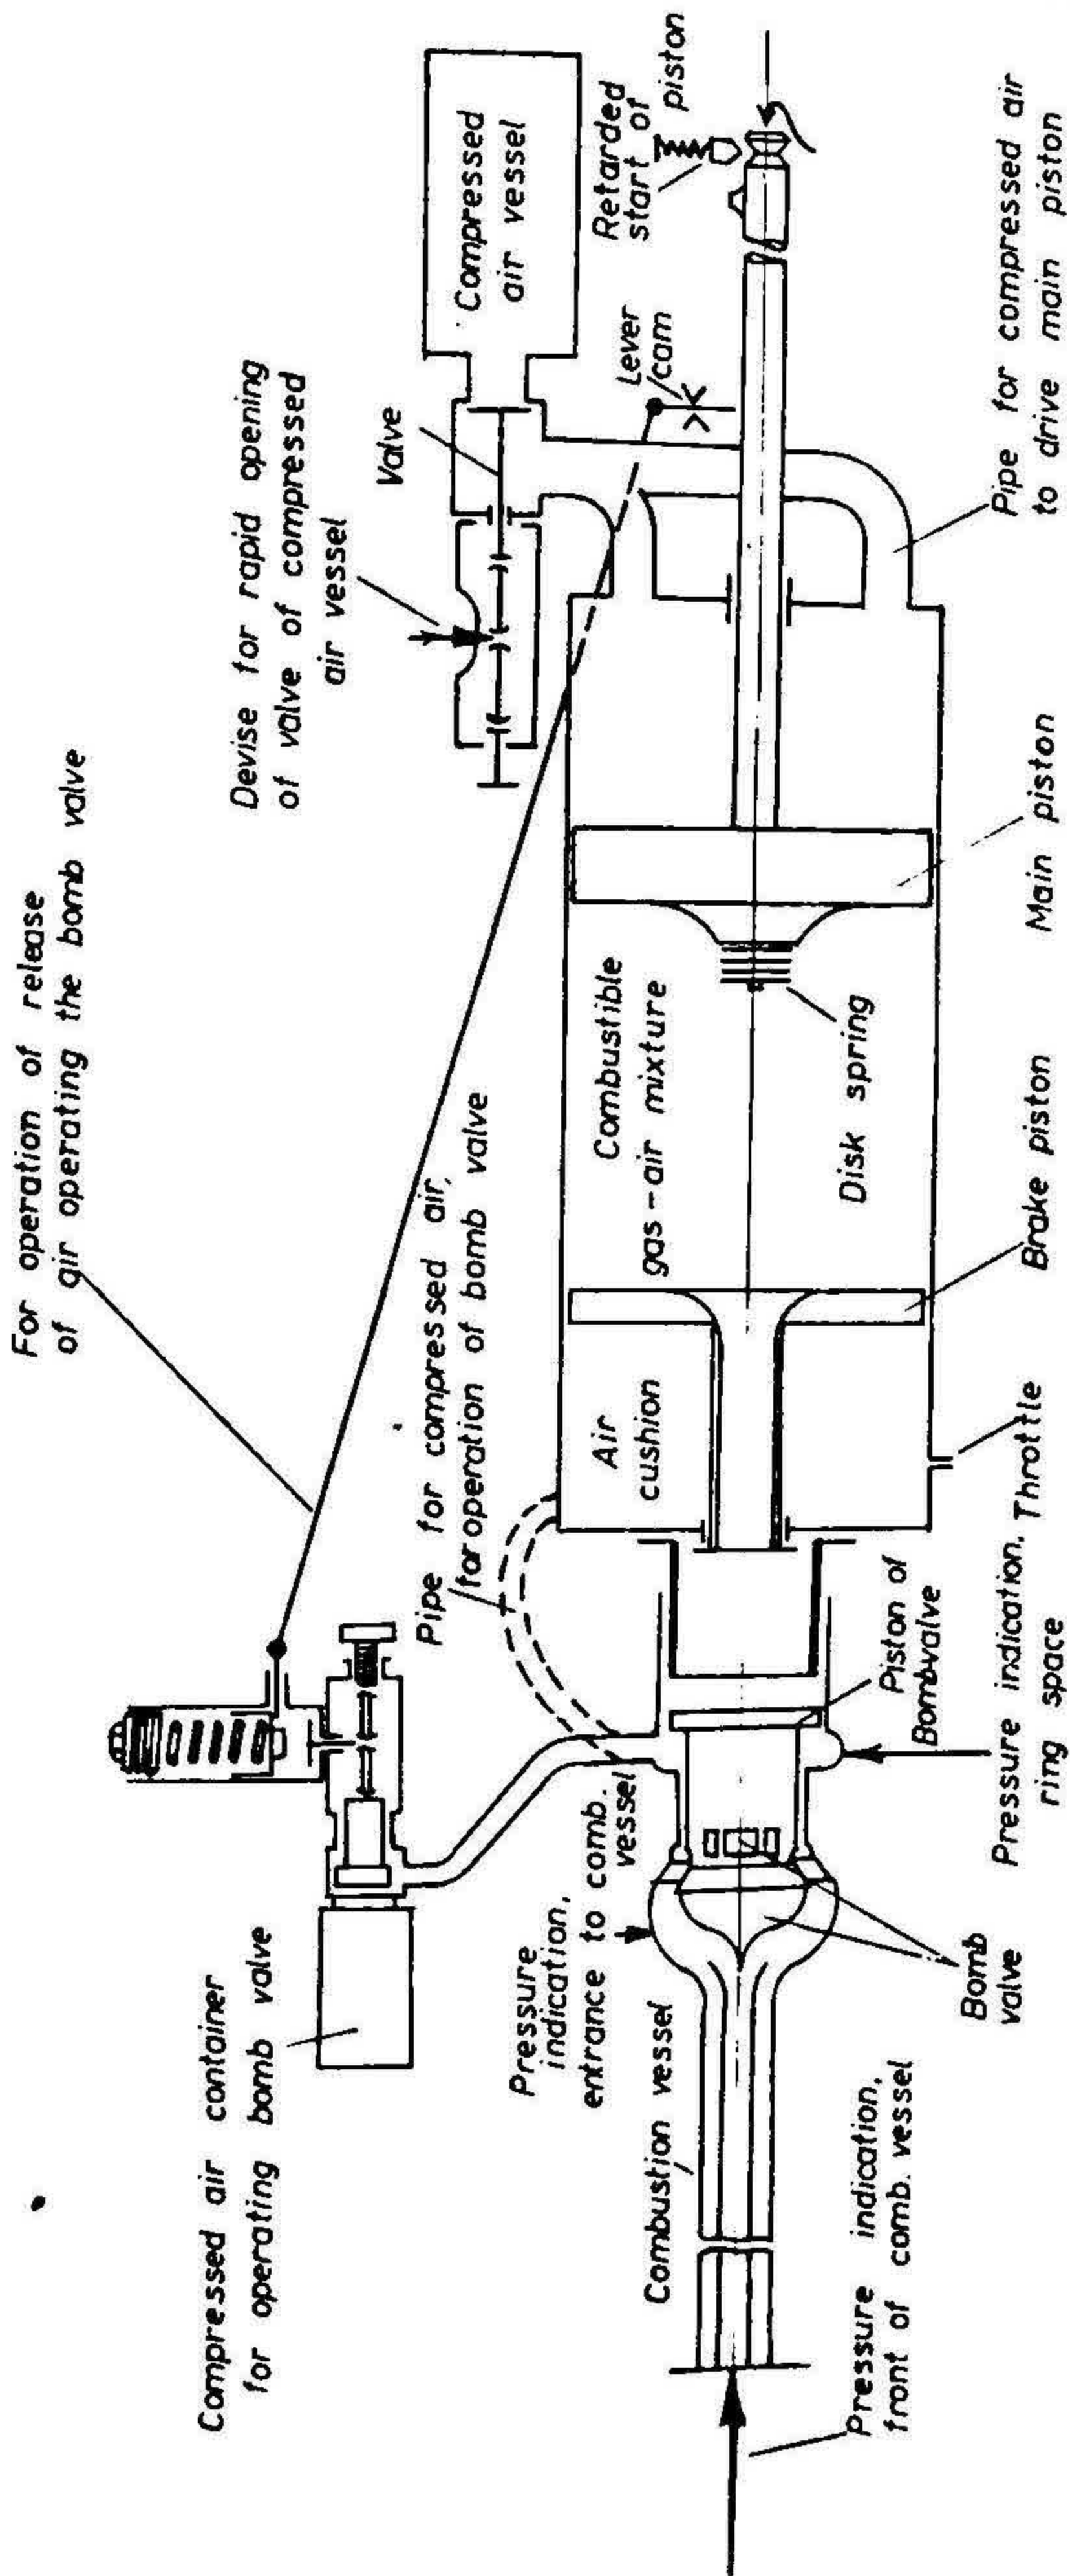 For operation of release
of air operating the bomb valve
Devise for rapid opening
of valve of compressed
air vessel
Compressed
air vessel
Valve
Lever
cam
Retarded
start of
piston
Compressed air container
for operating bomb valve
Pipe for compressed air,
for operation of bomb valve
Pressure
indication,
entrance to comb.
vessel
Combustion vessel
Air
cushion
Combustible
gas-air mixture
Disk spring
Pressure indication,
front of comb. vessel
Bomb
valve
Piston of
Bombvalve
Pressure indication,
ring space
Throttle
Brake piston
Main piston
Pipe for compressed air
to drive main piston